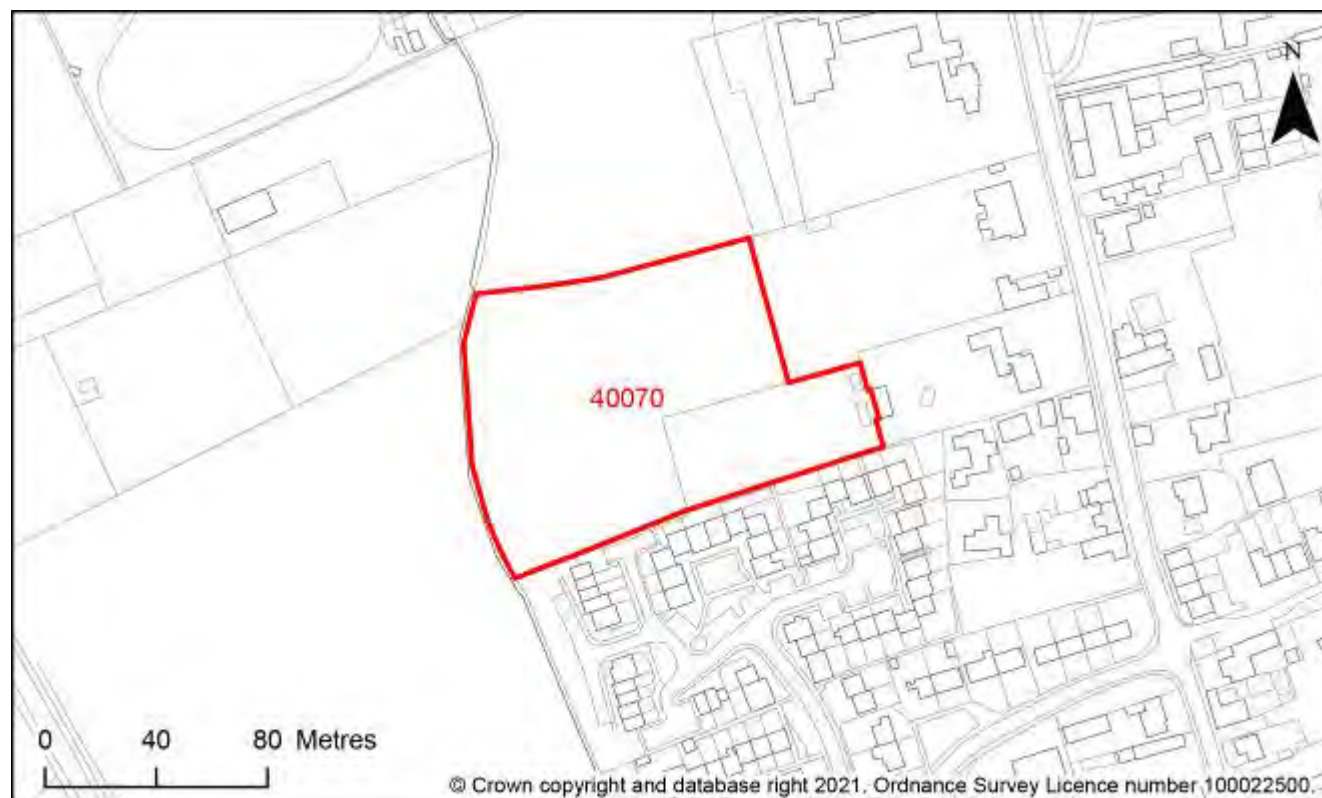 N
40070
0 40 80 Metres
© Crown copyright and database right 2021. Ordnance Survey Licence number 100022500.